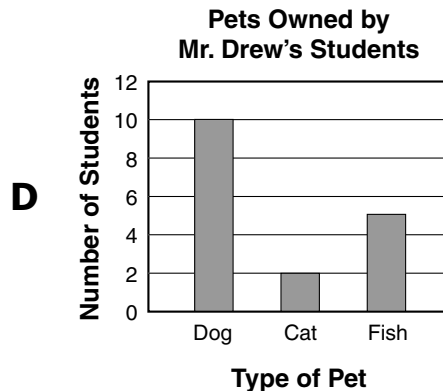 Pets Owned by
Mr. Drew's Students
D
Number of Students
12
10
8
6
4
2
0
Dog Cat Fish
Type of Pet